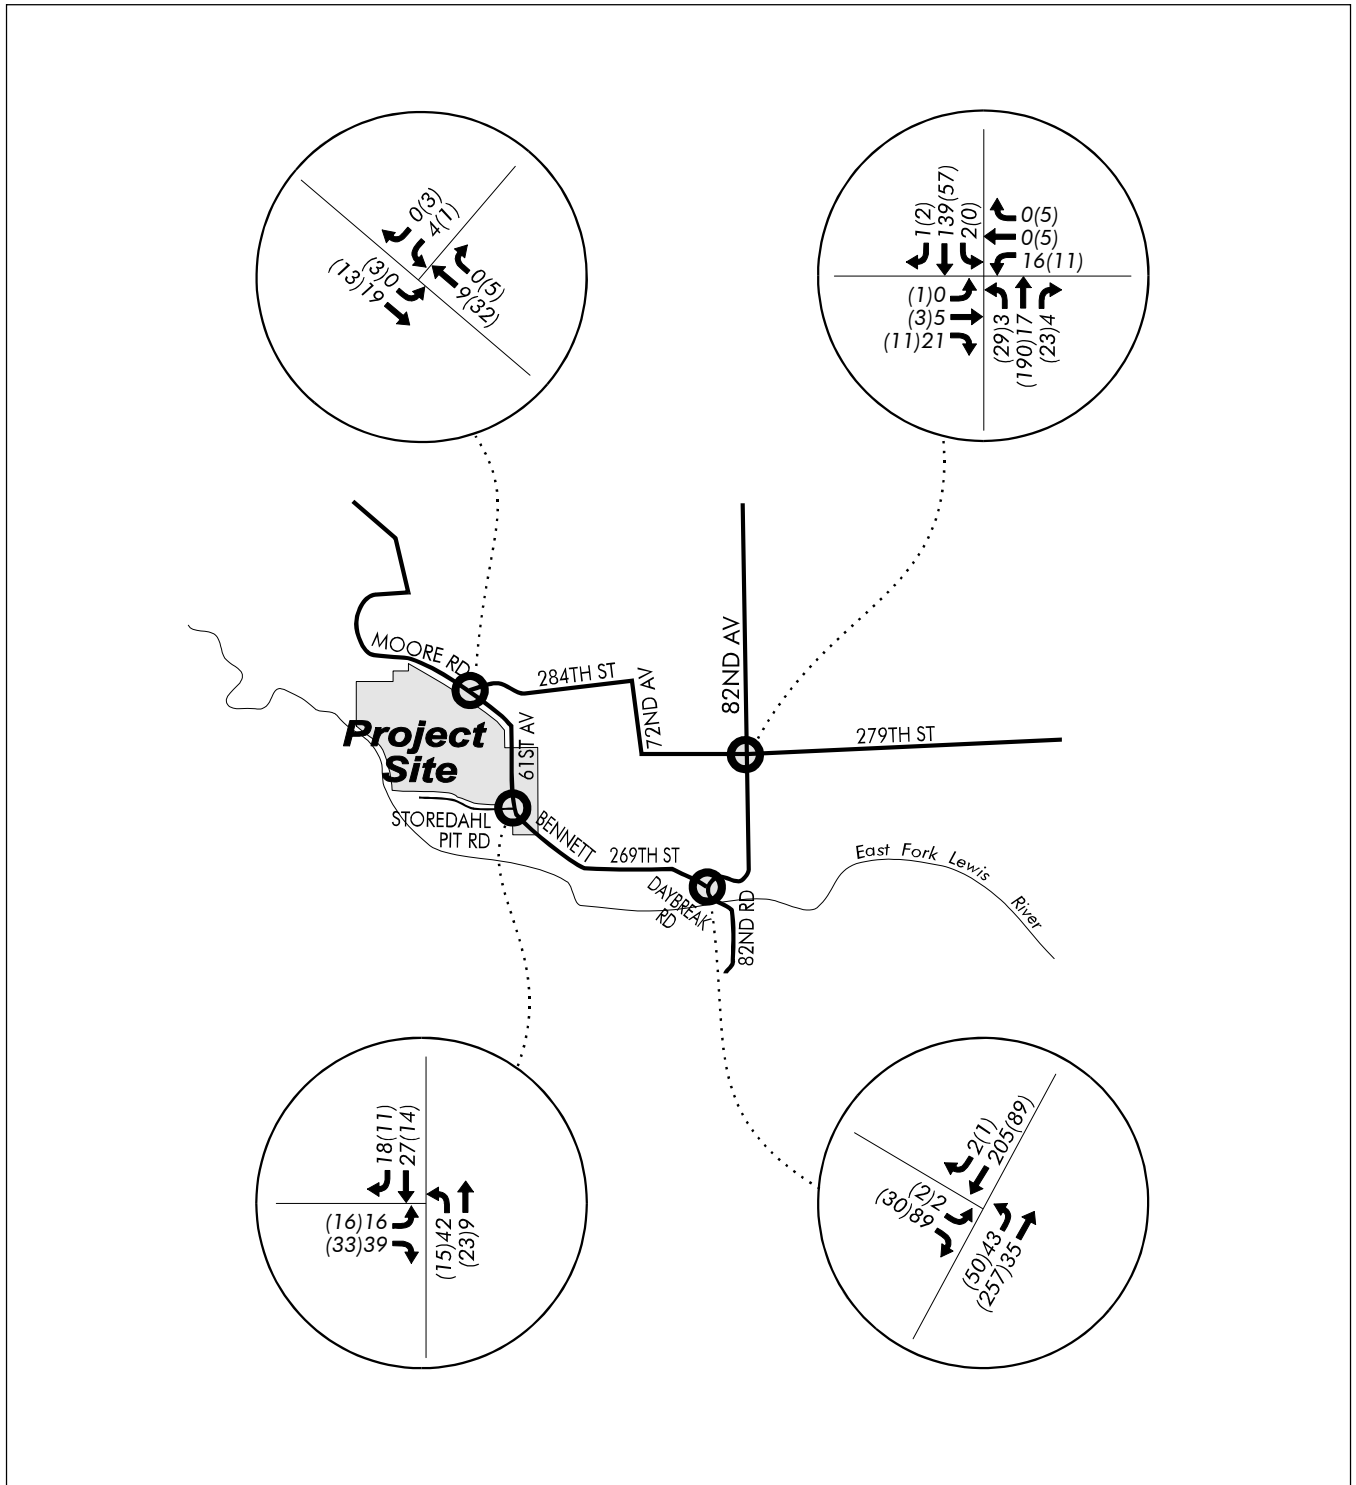 0(3)
4(1)
(3)0
(13)19
0(5)
9(32)
1(2)
139(57)
2(0)
0(5)
0(5)
16(11)
(1)0
(3)5
(11)21
(29)3
(190)17
(23)4
MOORE RD
284TH ST
72ND AV
82ND AV
279TH ST
61ST AV
Project
Site
STOREDAHL
PIT RD
BENNETT
269TH ST
DAYBREAK
RD
82ND RD
East Fork Lewis
River
18(11)
27(14)
(16)16
(33)39
(15)42
(23)9
2(1)
205(89)
(2)2
(30)89
(50)43
(257)35